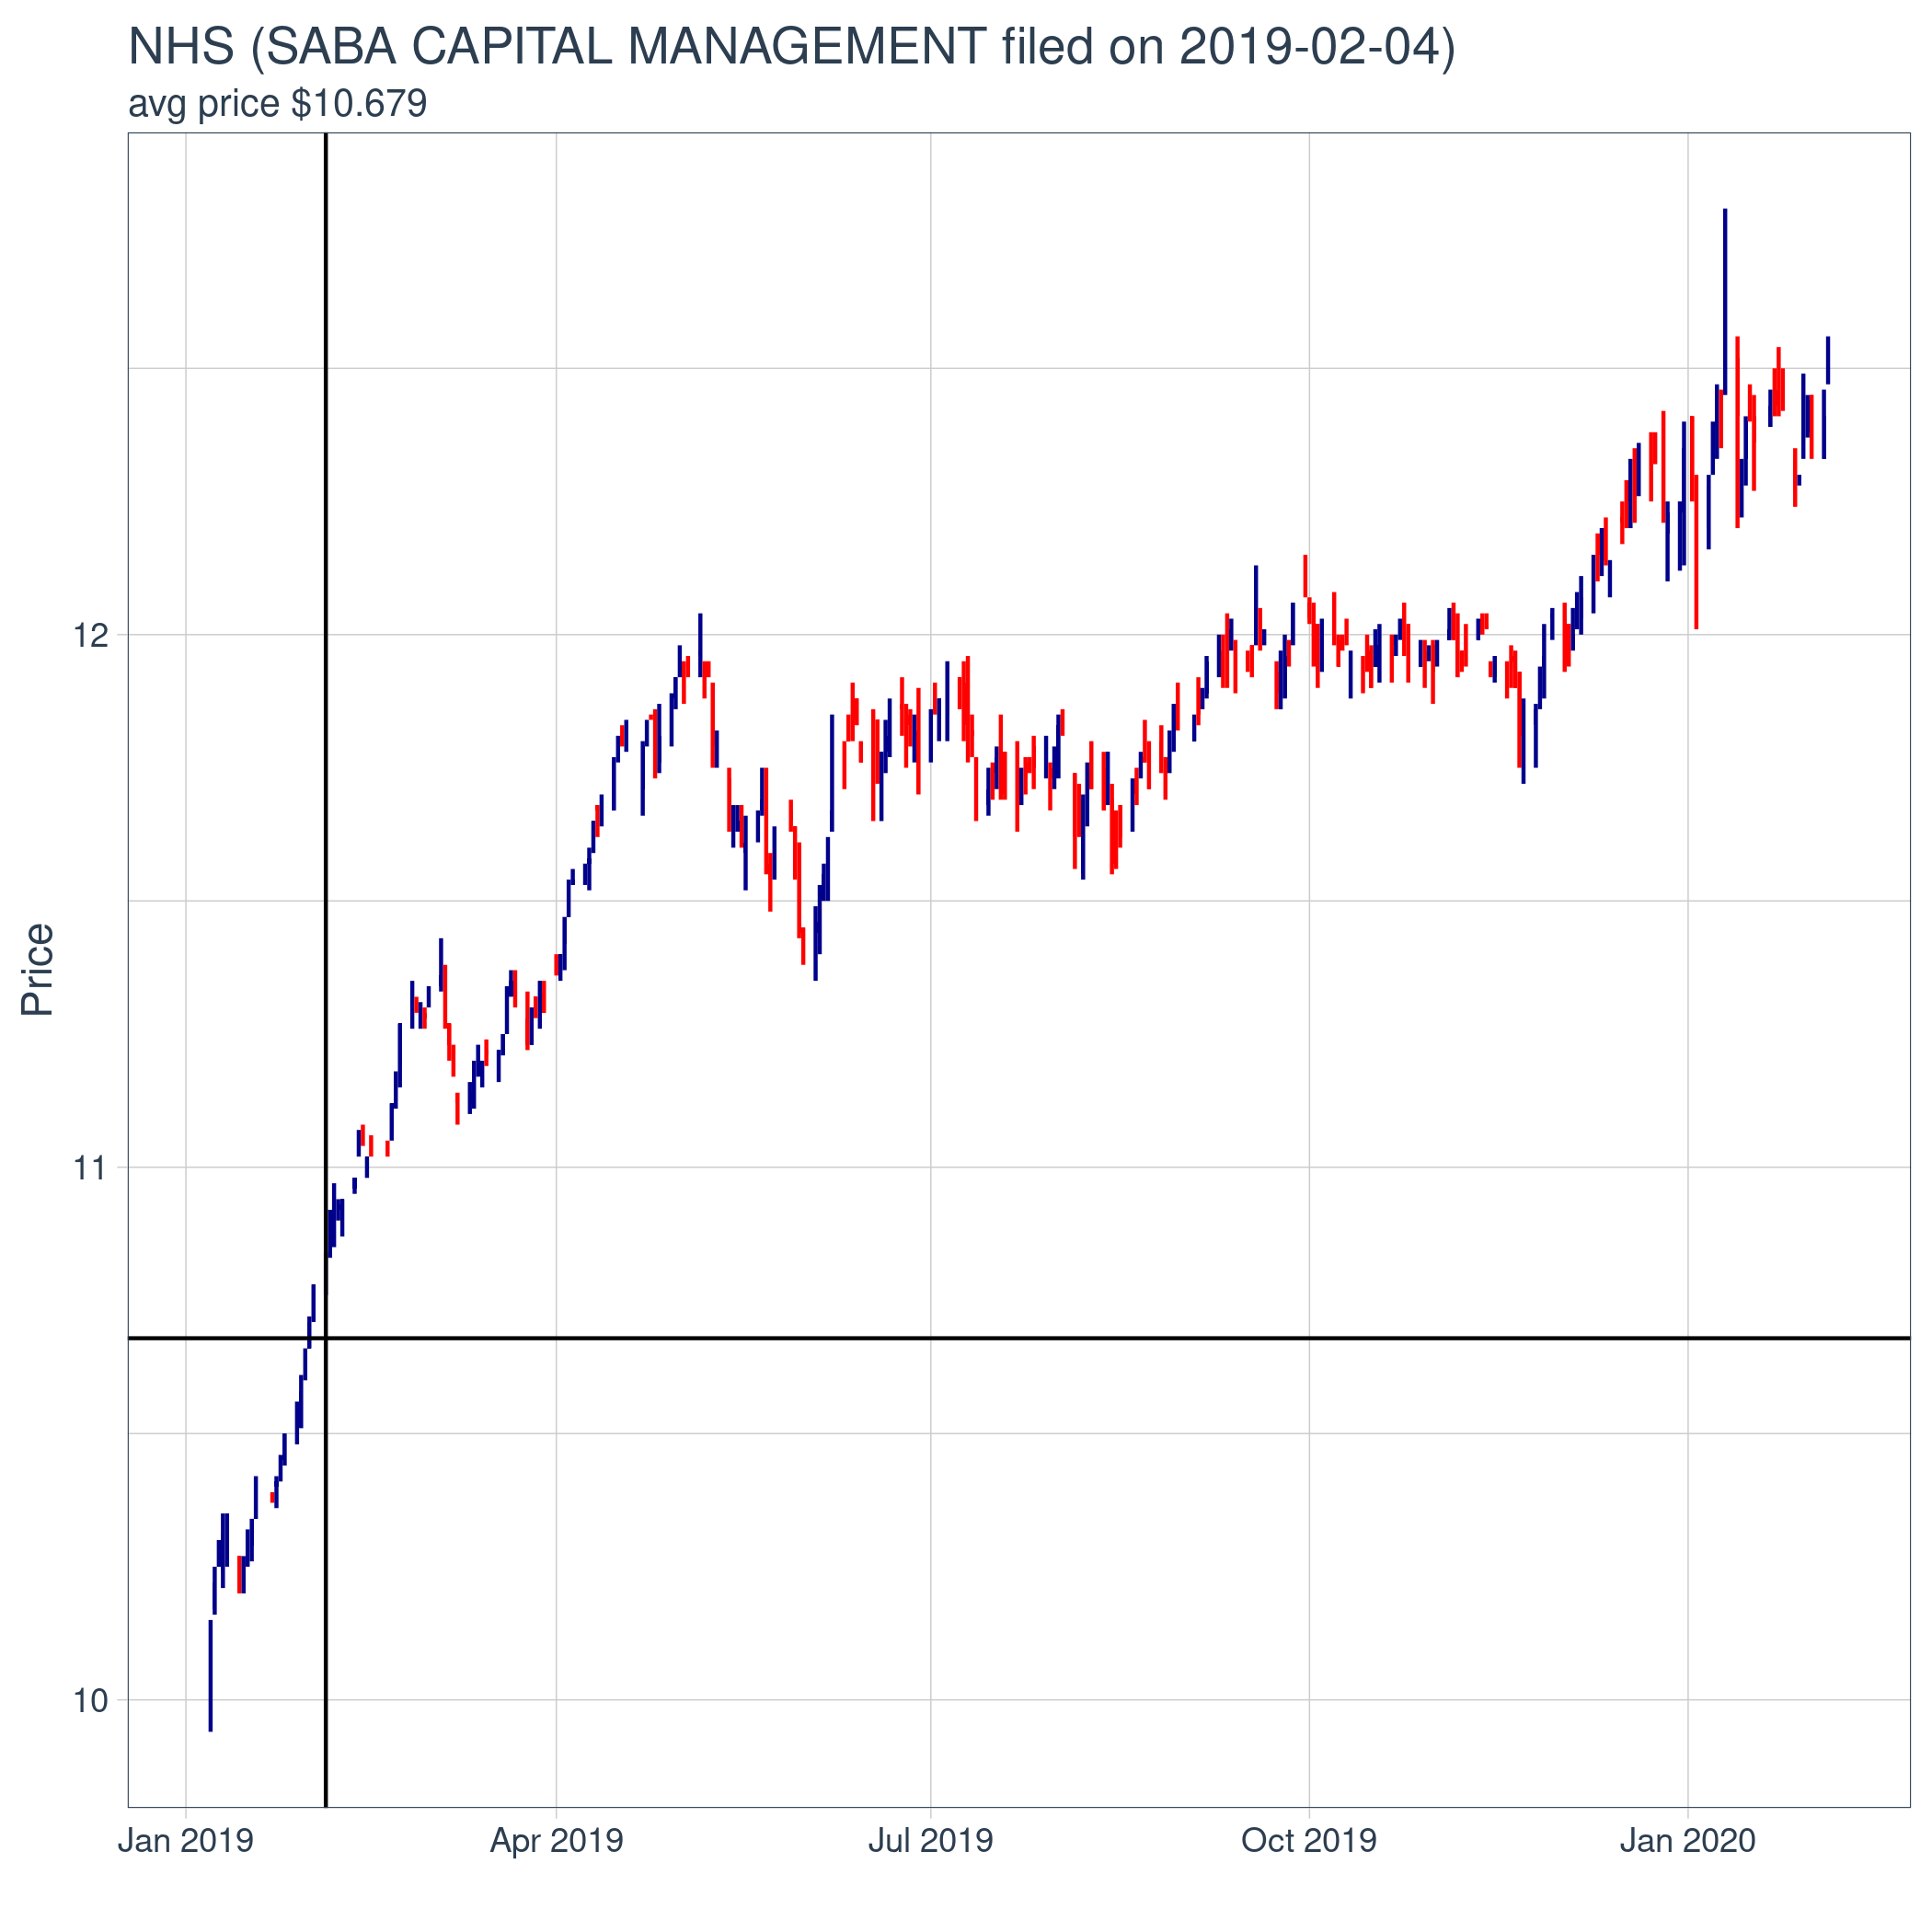 NHS (SABA CAPITAL MANAGEMENT filed on 2019-02-04)
avg price $10.679
Price
12
11
10
Jan 2019
Apr 2019
Jul 2019
Oct 2019
Jan 2020